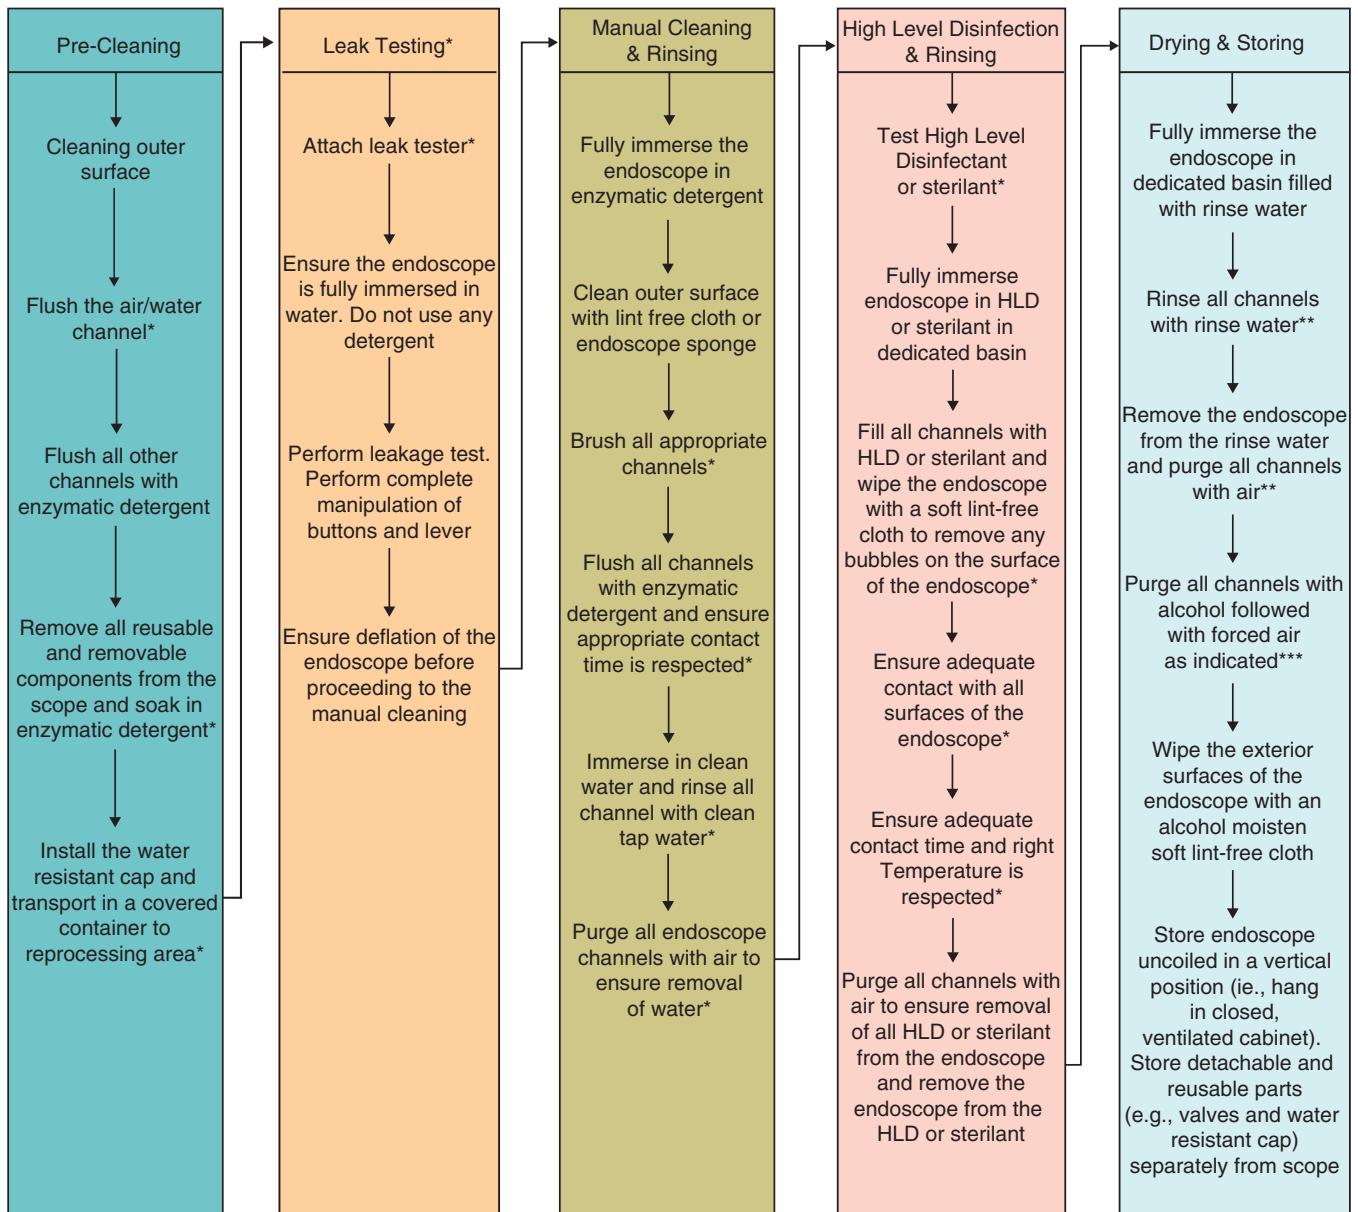 Pre-Cleaning
Cleaning outer
surface
Flush the air/water
channel*
Flush all other
channels with
enzymatic detergent
Remove all reusable
and removable
components from the
scope and soak in
enzymatic detergent*
Install the water
resistant cap and
transport in a covered
container to
reprocessing area*
Leak Testing*
Attach leak tester*
Ensure the endoscope
is fully immersed in
water. Do not use any
detergent
Perform leakage test.
Perform complete
manipulation of
buttons and lever
Ensure deflation of the
endoscope before
proceeding to the
manual cleaning
Manual Cleaning
& Rinsing
Fully immerse the
endoscope in
enzymatic detergent
Clean outer surface
with lint free cloth or
endoscope sponge
Brush all appropriate
channels*
Flush all channels
with enzymatic
detergent and ensure
appropriate contact
time is respected*
Immerse in clean
water and rinse all
channel with clean
tap water*
Purge all endoscope
channels with air to
ensure removal
of water*
High Level Disinfection
& Rinsing
Test High Level
Disinfectant
or sterilant*
Fully immerse
endoscope in HLD
or sterilant in
dedicated basin
Fill all channels with
HLD or sterilant and
wipe the endoscope
with a soft lint-free
cloth to remove any
bubbles on the surface
of the endoscope*
Ensure adequate
contact with all
surfaces of the
endoscope*
Ensure adequate
contact time and right
Temperature is
respected*
Purge all channels with
air to ensure removal
of all HLD or sterilant
from the endoscope
and remove the
endoscope from the
HLD or sterilant
Drying & Storing
Fully immerse the
endoscope in
dedicated basin filled
with rinse water
Rinse all channels
with rinse water**
Remove the endoscope
from the rinse water
and purge all channels
with air**
Purge all channels with
alcohol followed
with forced air
as indicated***
Wipe the exterior
surfaces of the
endoscope with an
alcohol moisten
soft lint-free cloth
Store endoscope
uncoiled in a vertical
position (ie., hang
in closed,
ventilated cabinet).
Store detachable and
reusable parts
(e.g., valves and water
resistant cap)
separately from scope